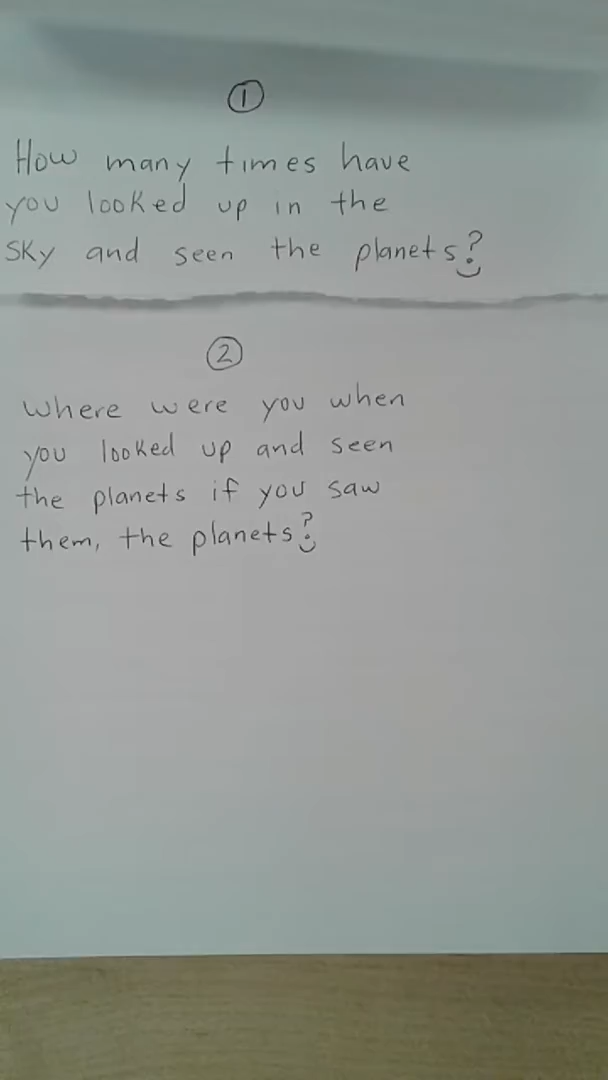 1
How many times have
you looked up in the
sky and seen the planets?
2
Where were you when
you looked up and seen
the planets if you saw
them, the planets?